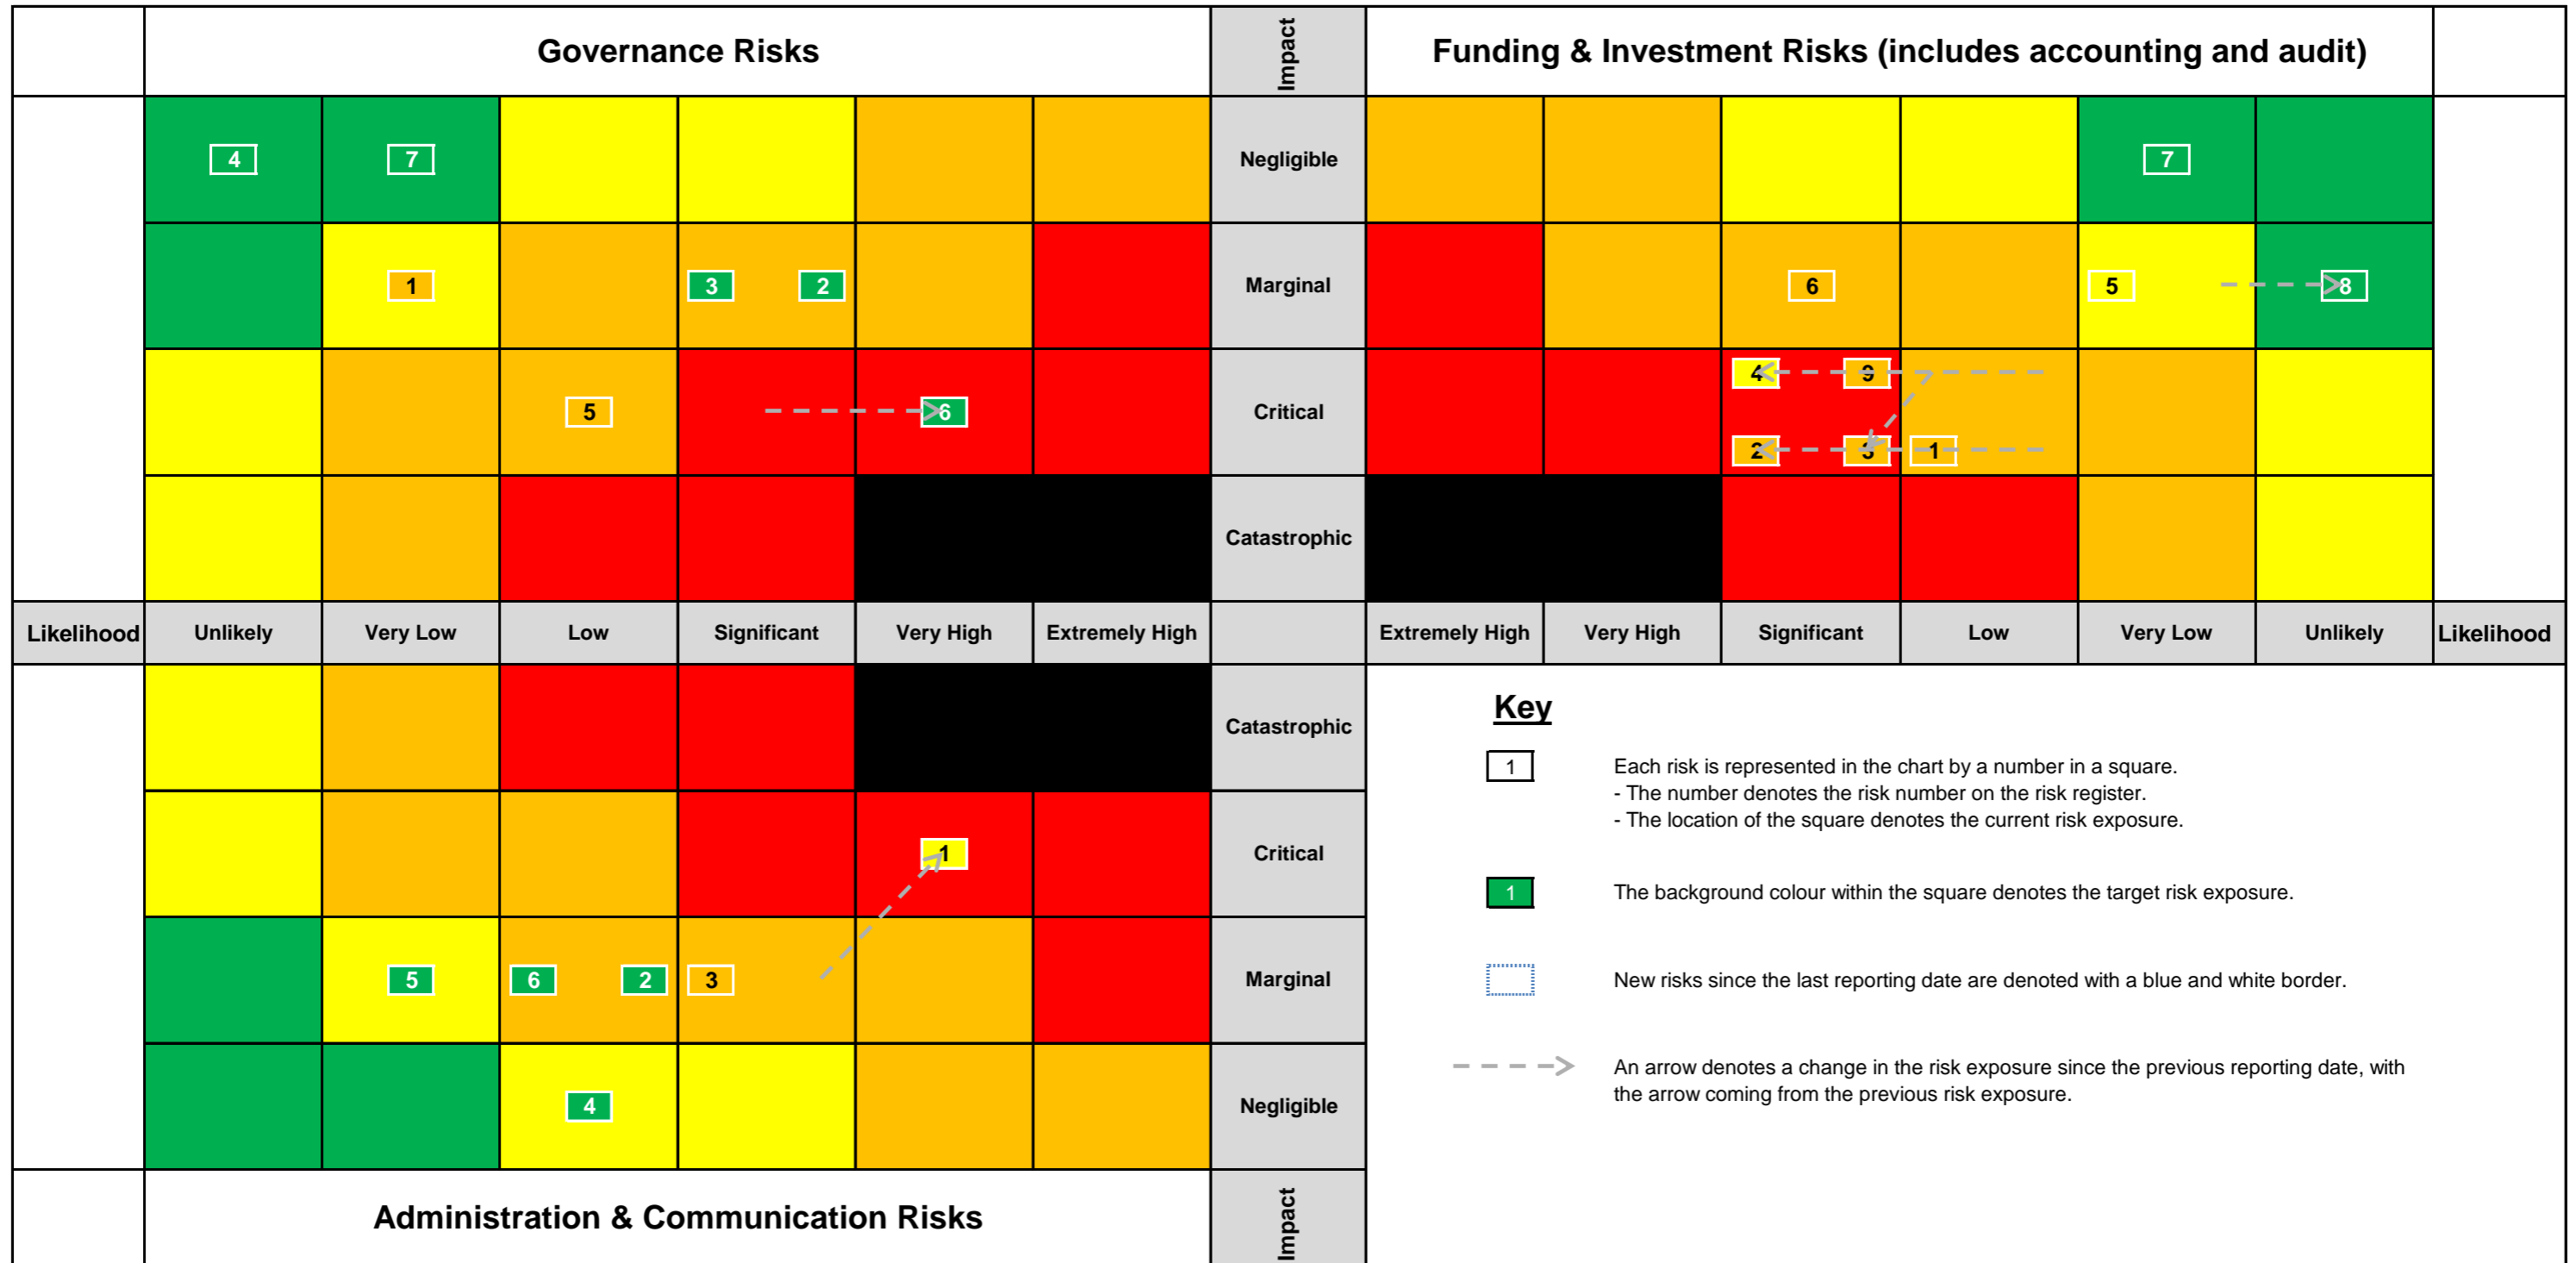 Governance Risks
Impact
Funding & Investment Risks (includes accounting and audit)
4
7
Negligible
7
1
3
2
Marginal
6
5
8
5
6
Critical
4
9
2
3
1
Catastrophic
Likelihood
Unlikely
Very Low
Low
Significant
Very High
Extremely High
Extremely High
Very High
Significant
Low
Very Low
Unlikely
Likelihood
Catastrophic
1
Critical
5
6
2
3
Marginal
4
Negligible
Administration & Communication Risks
Impact
Key
1
Each risk is represented in the chart by a number in a square.
- The number denotes the risk number on the risk register.
- The location of the square denotes the current risk exposure.
1
The background colour within the square denotes the target risk exposure.
New risks since the last reporting date are denoted with a blue and white border.
An arrow denotes a change in the risk exposure since the previous reporting date, with
the arrow coming from the previous risk exposure.